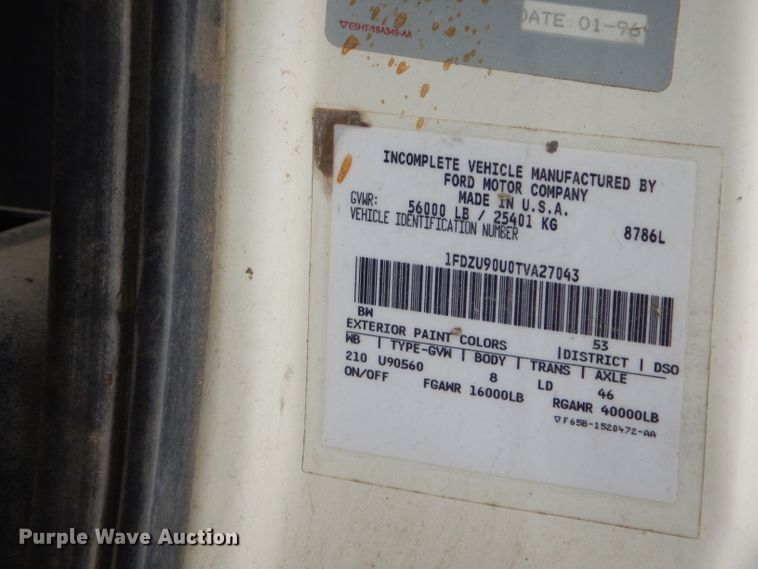 DATE: 01-96
▽E5HT-19A349-AA
INCOMPLETE VEHICLE MANUFACTURED BY
FORD MOTOR COMPANY
MADE IN U.S.A.
GVWR: 56000 LB / 25401 KG
VEHICLE IDENTIFICATION NUMBER 8786L
1FDZU90U0TVA27043
BW 53
EXTERIOR PAINT COLORS |DISTRICT | DSO
WB | TYPE-GVW | BODY | TRANS | AXLE
210 U90560 8 LD 46
ON/OFF FGAWR 16000LB RGAWR 40000LB
▽F65B-1520472-AA
Purple Wave Auction